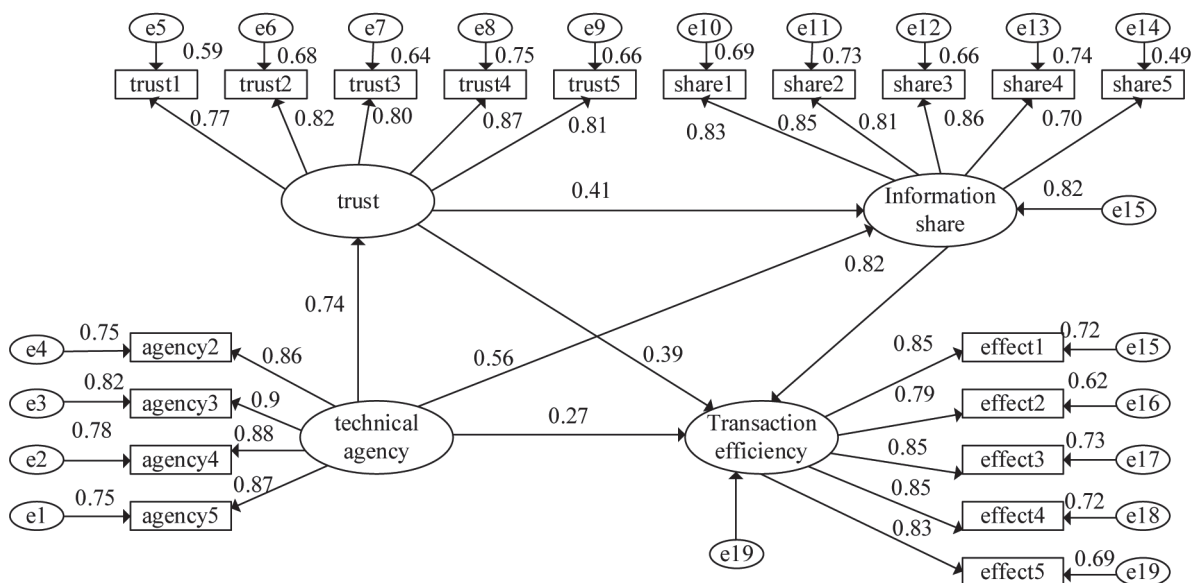 e5 e6 e7 e8 e9 e10 e11 e12 e13 e14
0.59 0.68 0.64 0.75 0.66 0.69 0.73 0.66 0.74 0.49
trust1 trust2 trust3 trust4 trust5 share1 share2 share3 share4 share5
0.77 0.82 0.80 0.87 0.81 0.83 0.85 0.81 0.86 0.70
trust
0.41
Information
share
0.82
e15
0.82
0.74
0.56
0.39
e4 0.75 agency2 0.86
e3 0.82 agency3 0.9
e2 0.78 agency4 0.88
e1 0.75 agency5 0.87
technical
agency
0.27
Transaction
efficiency
e19
0.85 effect1 0.72 e15
0.79 effect2 0.62 e16
0.85 effect3 0.73 e17
0.85 effect4 0.72 e18
0.83 effect5 0.69 e19